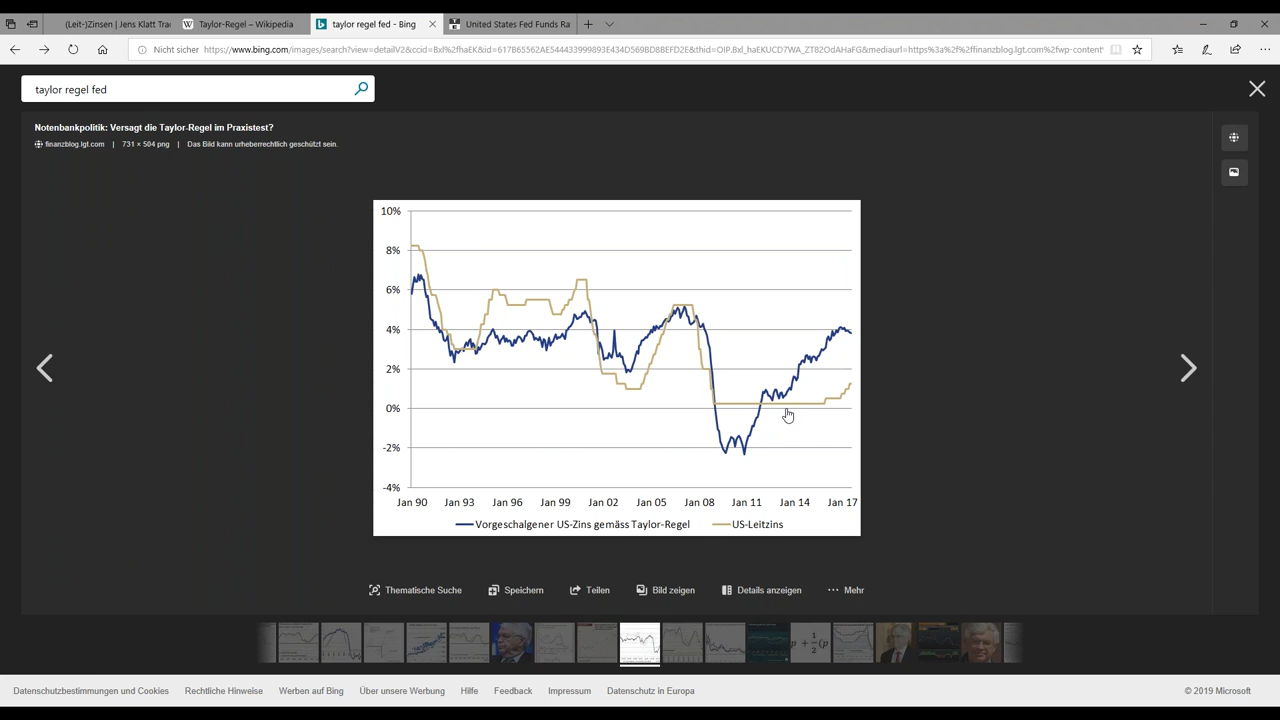 (Leit-)Zinsen | Jens Klatt Tra
Taylor-Regel – Wikipedia
taylor regel fed - Bing
United States Fed Funds Ra
Nicht sicher
https://www.bing.com/images/search?view=detailV2&ccid=Bxl%2fhaEK&id=617B65562AE544433999893E434D569BD8BEFD2E&thid=OIP.Bxl_haEKUCD7WA_ZT82OdAHaFG&mediaurl=https%3a%2f%2ffinanzblog.lgt.com%2fwp-content
taylor regel fed
Notenbankpolitik: Versagt die Taylor-Regel im Praxistest?
finanzblog.lgt.com | 731 × 504 png | Das Bild kann urheberrechtlich geschützt sein.
10%
8%
6%
4%
2%
0%
-2%
-4%
Jan 90 Jan 93 Jan 96 Jan 99 Jan 02 Jan 05 Jan 08 Jan 11 Jan 14 Jan 17
Vorgeschalgener US-Zins gemäss Taylor-Regel US-Leitzins
Thematische Suche Speichern Teilen Bild zeigen Details anzeigen Mehr
Datenschutzbestimmungen und Cookies Rechtliche Hinweise Werben auf Bing Über unsere Werbung Hilfe Feedback Impressum Datenschutz in Europa © 2019 Microsoft